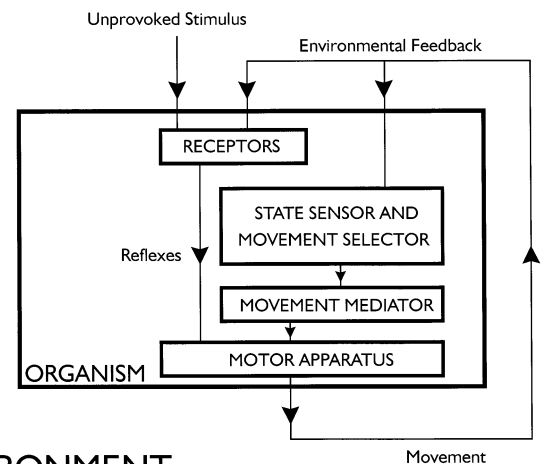 Unprovoked Stimulus
Environmental Feedback
RECEPTORS
STATE SENSOR AND
MOVEMENT SELECTOR
Reflexes
MOVEMENT MEDIATOR
MOTOR APPARATUS
ORGANISM
Movement